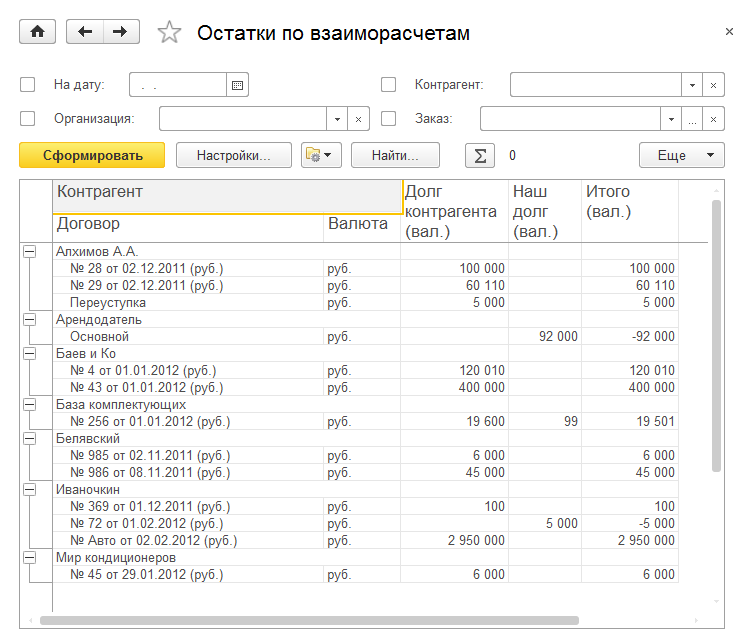 Остатки по взаиморасчетам
На дату: . .
Контрагент:
Организация:
Заказ: ...
Сформировать Настройки... Найти... Σ 0 Еще
Контрагент Долг контрагента (вал.) Наш долг (вал.) Итого (вал.)
Договор Валюта
Алхимов А.А.
№ 28 от 02.12.2011 (руб.) руб. 100 000 100 000
№ 29 от 02.12.2011 (руб.) руб. 60 110 60 110
Переуступка руб. 5 000 5 000
Арендодатель
Основной руб. 92 000 -92 000
Баев и Ко
№ 4 от 01.01.2012 (руб.) руб. 120 010 120 010
№ 43 от 01.01.2012 (руб.) руб. 400 000 400 000
База комплектующих
№ 256 от 01.01.2012 (руб.) руб. 19 600 99 19 501
Белявский
№ 985 от 02.11.2011 (руб.) руб. 6 000 6 000
№ 986 от 08.11.2011 (руб.) руб. 45 000 45 000
Иваночкин
№ 369 от 01.12.2011 (руб.) руб. 100 100
№ 72 от 01.02.2012 (руб.) руб. 5 000 -5 000
№ Авто от 02.02.2012 (руб.) руб. 2 950 000 2 950 000
Мир кондиционеров
№ 45 от 29.01.2012 (руб.) руб. 6 000 6 000